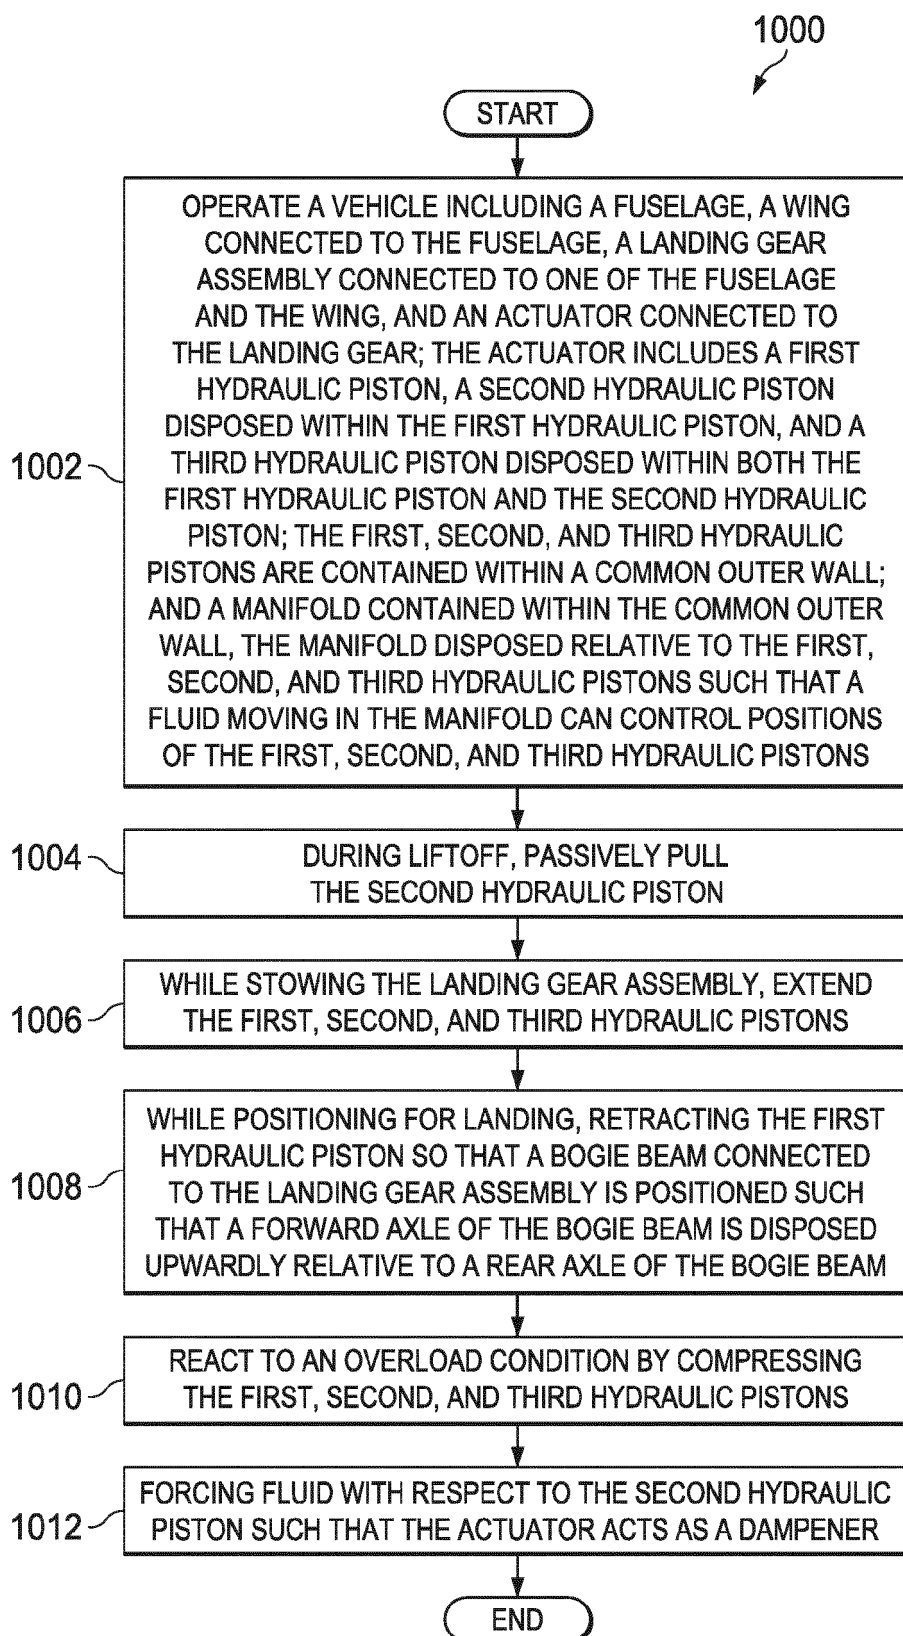 1000
START
1002
OPERATE A VEHICLE INCLUDING A FUSELAGE, A WING
CONNECTED TO THE FUSELAGE, A LANDING GEAR
ASSEMBLY CONNECTED TO ONE OF THE FUSELAGE
AND THE WING, AND AN ACTUATOR CONNECTED TO
THE LANDING GEAR; THE ACTUATOR INCLUDES A FIRST
HYDRAULIC PISTON, A SECOND HYDRAULIC PISTON
DISPOSED WITHIN THE FIRST HYDRAULIC PISTON, AND A
THIRD HYDRAULIC PISTON DISPOSED WITHIN BOTH THE
FIRST HYDRAULIC PISTON AND THE SECOND HYDRAULIC
PISTON; THE FIRST, SECOND, AND THIRD HYDRAULIC
PISTONS ARE CONTAINED WITHIN A COMMON OUTER WALL;
AND A MANIFOLD CONTAINED WITHIN THE COMMON OUTER
WALL, THE MANIFOLD DISPOSED RELATIVE TO THE FIRST,
SECOND, AND THIRD HYDRAULIC PISTONS SUCH THAT A
FLUID MOVING IN THE MANIFOLD CAN CONTROL POSITIONS
OF THE FIRST, SECOND, AND THIRD HYDRAULIC PISTONS
1004
DURING LIFTOFF, PASSIVELY PULL
THE SECOND HYDRAULIC PISTON
1006
WHILE STOWING THE LANDING GEAR ASSEMBLY, EXTEND
THE FIRST, SECOND, AND THIRD HYDRAULIC PISTONS
1008
WHILE POSITIONING FOR LANDING, RETRACTING THE FIRST
HYDRAULIC PISTON SO THAT A BOGIE BEAM CONNECTED
TO THE LANDING GEAR ASSEMBLY IS POSITIONED SUCH
THAT A FORWARD AXLE OF THE BOGIE BEAM IS DISPOSED
UPWARDLY RELATIVE TO A REAR AXLE OF THE BOGIE BEAM
1010
REACT TO AN OVERLOAD CONDITION BY COMPRESSING
THE FIRST, SECOND, AND THIRD HYDRAULIC PISTONS
1012
FORCING FLUID WITH RESPECT TO THE SECOND HYDRAULIC
PISTON SUCH THAT THE ACTUATOR ACTS AS A DAMPENER
END